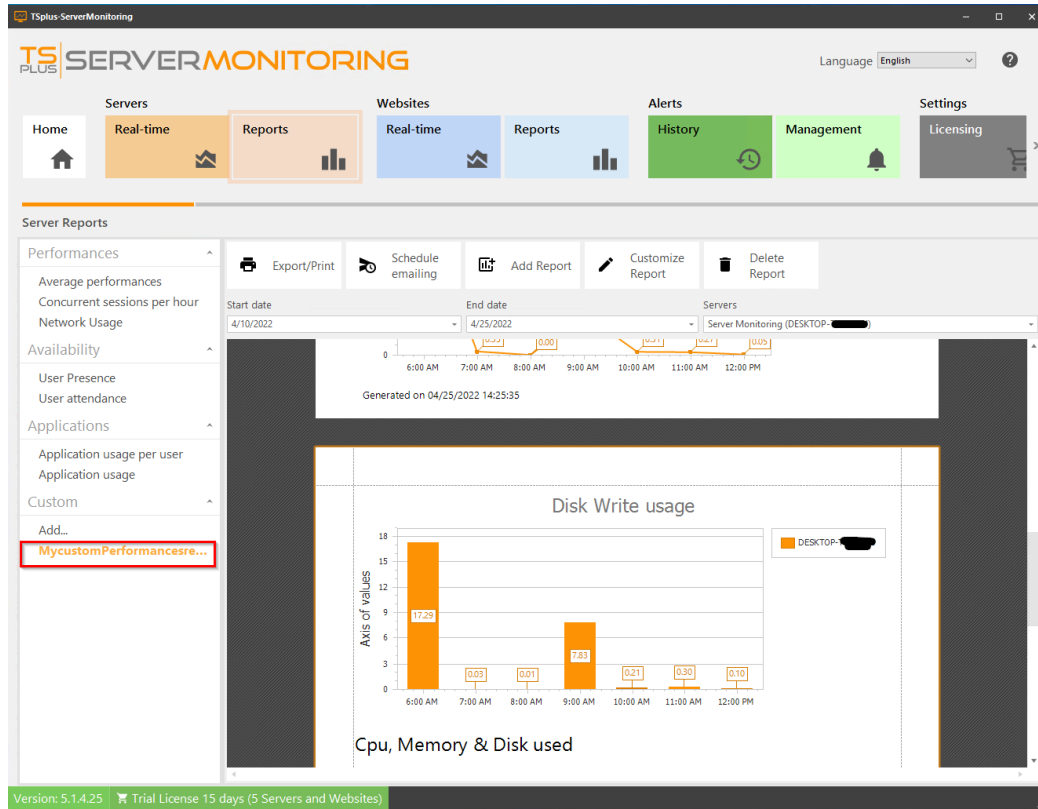 TSplus-ServerMonitoring
TS PLUS SERVERMONITORING
Language English
Servers
Websites
Alerts
Settings
Home
Real-time
Reports
Real-time
Reports
History
Management
Licensing
Server Reports
Performances
Average performances
Concurrent sessions per hour
Network Usage
Availability
User Presence
User attendance
Applications
Application usage per user
Application usage
Custom
Add...
MycustomPerformancesre...
Export/Print
Schedule
emailing
Add Report
Customize
Report
Delete
Report
Start date
End date
Servers
4/10/2022
4/25/2022
Server Monitoring (DESKTOP-
0.00
0
6:00 AM 7:00 AM 8:00 AM 9:00 AM 10:00 AM 11:00 AM 12:00 PM
Generated on 04/25/2022 14:25:35
Disk Write usage
DESKTOP-
Axis of values
18
15
12
9
6
3
0
17.29
0.03
0.01
7.83
0.21
0.30
0.10
6:00 AM 7:00 AM 8:00 AM 9:00 AM 10:00 AM 11:00 AM 12:00 PM
Cpu, Memory & Disk used
Version: 5.1.4.25 Trial License 15 days (5 Servers and Websites)